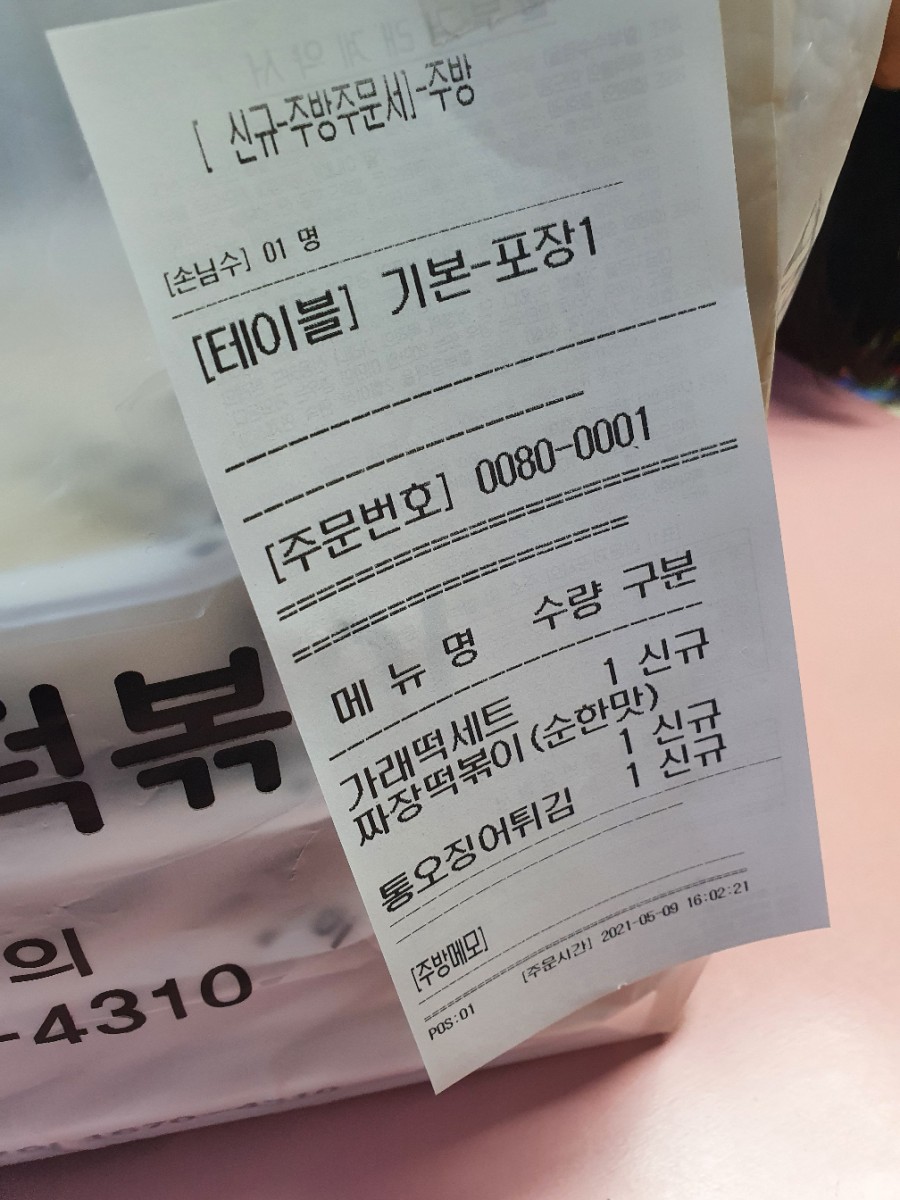 [ 신규-주방주문서]-주방
[손님수] 01 명
[테이블] 기본-포장1
[주문번호] 0080-0001
메 뉴 명 수량 구분
가래떡세트 1 신규
짜장떡볶이(순한맛)
1 신규
통오징어튀김 1 신규
[주방메모]
[주문시간] 2021-05-09 16:02:21
POS:01
떡볶
의
-4310